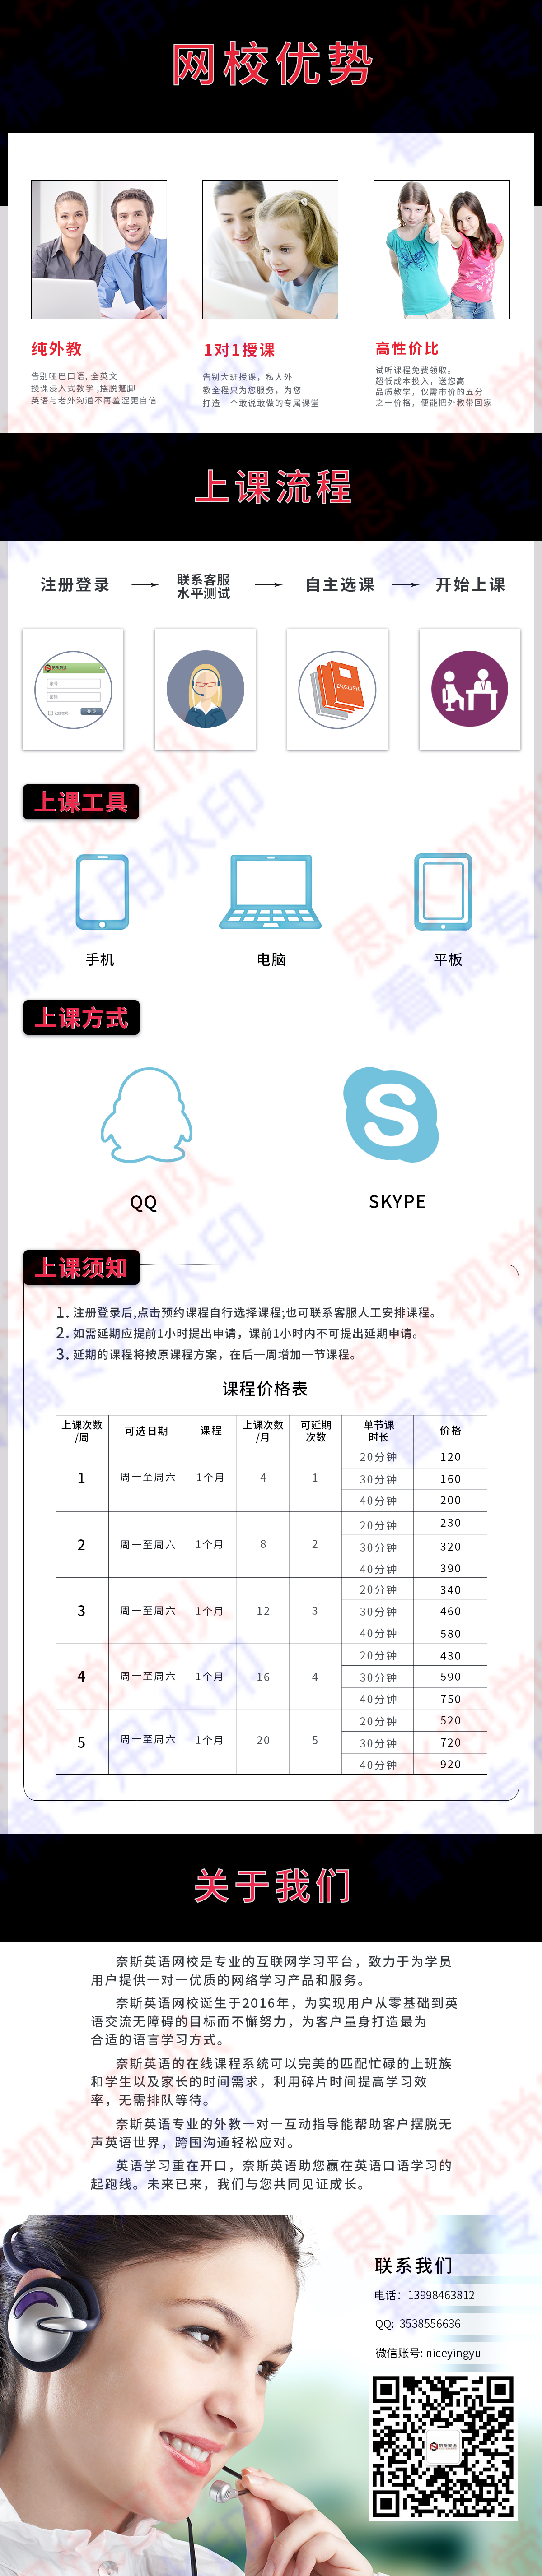 网校优势
纯外教
告别哑巴口语, 全英文
授课浸入式教学 ,摆脱蹩脚
英语与老外沟通不再羞涩更自信
1对1授课
告别大班授课，私人外
教全程只为您服务，为您
打造一个敢说敢做的专属课堂
高性价比
试听课程免费领取。
超低成本投入，送您高
品质教学，仅需市价的五分
之一价格，便能把外教带回家
上课流程
注册登录
联系客服
水平测试
自主选课
开始上课
ENGLISH
上课工具
手机
电脑
平板
上课方式
QQ
SKYPE
上课须知
1. 注册登录后,点击预约课程自行选择课程;也可联系客服人工安排课程。
2. 如需延期应提前1小时提出申请，课前1小时内不可提出延期申请。
3. 延期的课程将按原课程方案，在后一周增加一节课程。
课程价格表
上课次数/周 可选日期 课程 上课次数/月 可延期次数 单节课时长 价格
1 周一至周六 1个月 4 1 20分钟 120
30分钟 160
40分钟 200
2 周一至周六 1个月 8 2 20分钟 230
30分钟 320
40分钟 390
3 周一至周六 1个月 12 3 20分钟 340
30分钟 460
40分钟 580
4 周一至周六 1个月 16 4 20分钟 430
30分钟 590
40分钟 750
5 周一至周六 1个月 20 5 20分钟 520
30分钟 720
40分钟 920
关于我们
奈斯英语网校是专业的互联网学习平台，致力于为学员
用户提供一对一优质的网络学习产品和服务。
奈斯英语网校诞生于2016年，为实现用户从零基础到英
语交流无障碍的目标而不懈努力，为客户量身打造最为
合适的语言学习方式。
奈斯英语的在线课程系统可以完美的匹配忙碌的上班族
和学生以及家长的时间需求，利用碎片时间提高学习效
率，无需排队等待。
奈斯英语专业的外教一对一互动指导能帮助客户摆脱无
声英语世界，跨国沟通轻松应对。
英语学习重在开口，奈斯英语助您赢在英语口语学习的
起跑线。未来已来，我们与您共同见证成长。
联系我们
电话：13998463812
QQ: 3538556636
微信账号: niceyingyu
奈斯英语
思水视觉团队
看稿专用水印